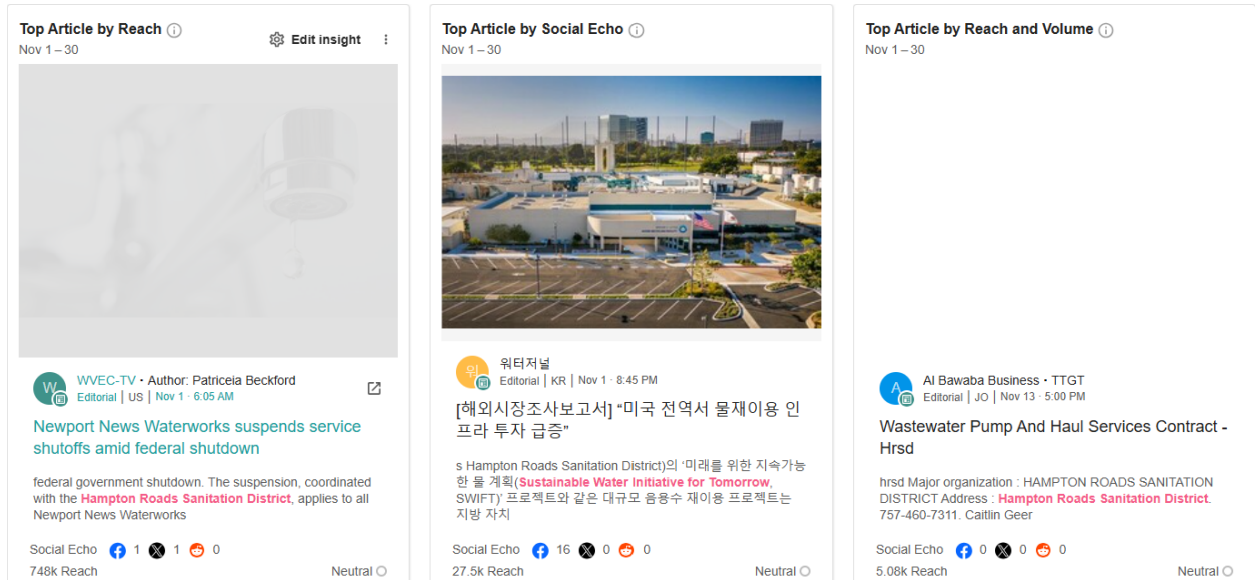 Top Article by Reach
Edit insight
Nov 1 – 30
W
WVEC-TV • Author: Patriceia Beckford
Editorial | US | Nov 1 · 6:05 AM
Newport News Waterworks suspends service
shutoffs amid federal shutdown
federal government shutdown. The suspension, coordinated
with the Hampton Roads Sanitation District, applies to all
Newport News Waterworks
Social Echo 1 1 0
748k Reach
Neutral
Top Article by Social Echo
Nov 1 – 30
워
워터저널
Editorial | KR | Nov 1 · 8:45 PM
[해외시장조사보고서] “미국 전역서 물재이용 인
프라 투자 급증”
s Hampton Roads Sanitation District)의 ‘미래를 위한 지속가능
한 물 계획(Sustainable Water Initiative for Tomorrow,
SWIFT)’ 프로젝트와 같은 대규모 음용수 재이용 프로젝트는
지방 자치
Social Echo 16 0 0
27.5k Reach
Neutral
Top Article by Reach and Volume
Nov 1 – 30
A
Al Bawaba Business • TTGT
Editorial | JO | Nov 13 · 5:00 PM
Wastewater Pump And Haul Services Contract -
Hrsd
hrsd Major organization : HAMPTON ROADS SANITATION
DISTRICT Address : Hampton Roads Sanitation District.
757-460-7311. Caitlin Geer
Social Echo 0 0 0
5.08k Reach
Neutral